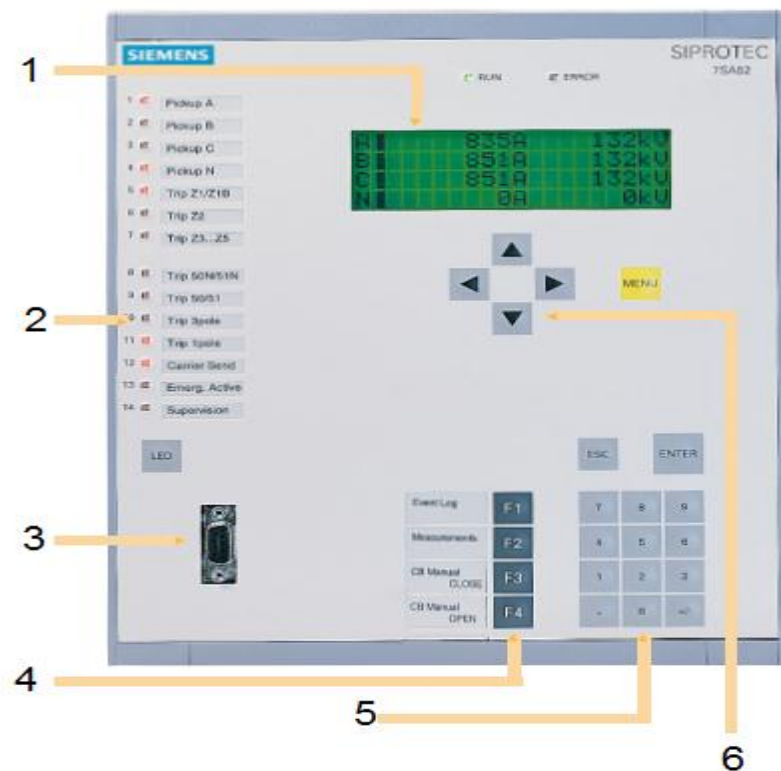 SIEMENS
SIPROTEC
7SA62
1
RUN
ERROR
1 Pickup A
2 Pickup B
3 Pickup C
4 Pickup N
5 Trip Z1/Z1B
6 Trip Z2
7 Trip Z3...Z5
8 Trip 50N/51N
9 Trip 50/51
10 Trip 3pole
11 Trip 1pole
12 Carrier Send
13 Emerg. Active
14 Supervision
A 835A 132kV
B 851A 132kV
C 851A 132kV
N 0A 0kV
MENU
2
6
LED
ESC
ENTER
3
Event Log F1
Measurements F2
CB Manual CLOSE F3
CB Manual OPEN F4
7 8 9
4 5 6
1 2 3
. 0 +/-
4
5